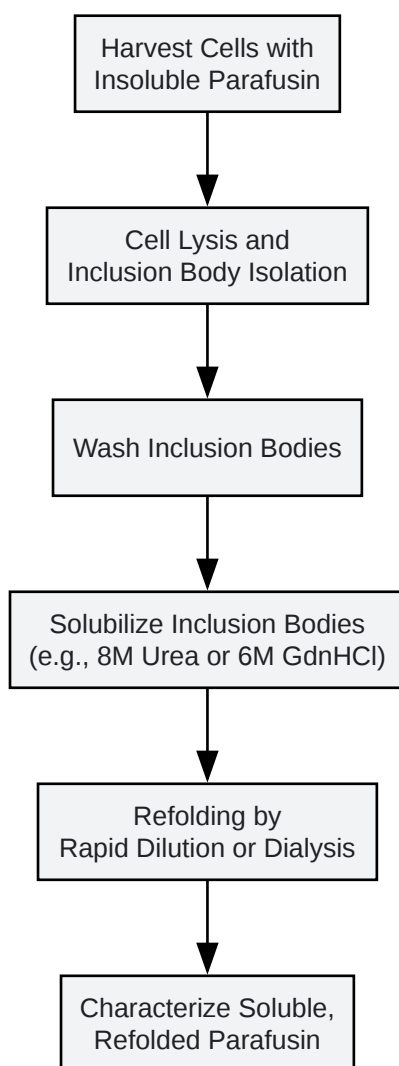 Harvest Cells with
Insoluble Parafusin
Cell Lysis and
Inclusion Body Isolation
Wash Inclusion Bodies
Solubilize Inclusion Bodies
(e.g., 8M Urea or 6M GdnHCl)
Refolding by
Rapid Dilution or Dialysis
Characterize Soluble,
Refolded Parafusin